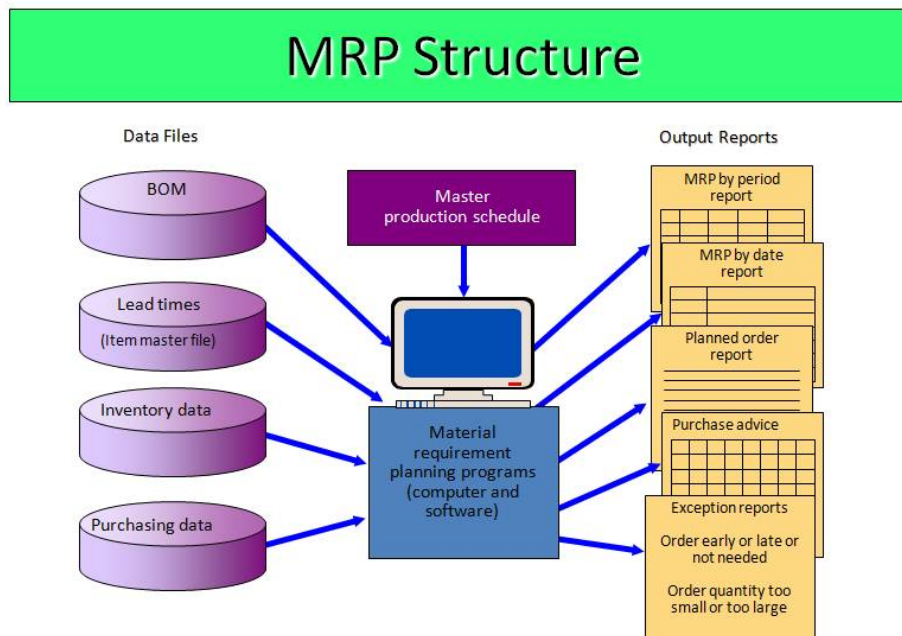 MRP Structure
Data Files
BOM
Lead times
(Item master file)
Inventory data
Purchasing data
Master
production schedule
Material
requirement
planning programs
(computer and
software)
Output Reports
MRP by period
report
MRP by date
report
Planned order
report
Purchase advice
Exception reports
Order early or late or
not needed
Order quantity too
small or too large